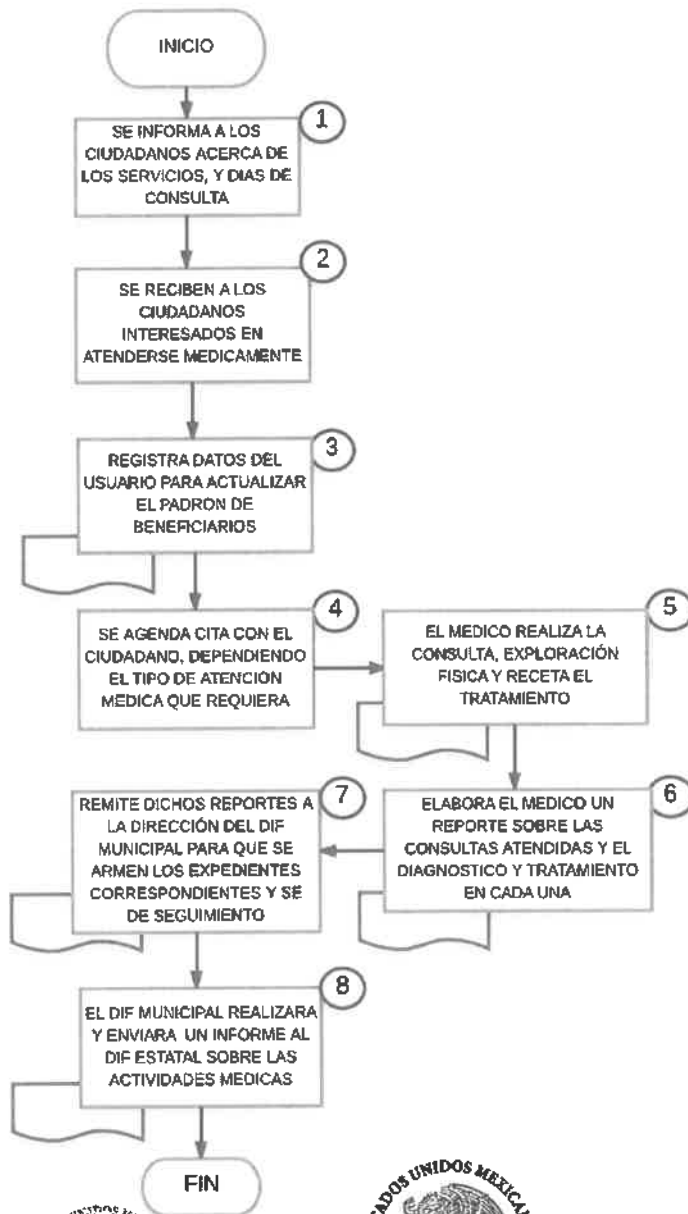 INICIO
1
SE INFORMA A LOS
CIUDADANOS ACERCA DE
LOS SERVICIOS, Y DIAS DE
CONSULTA
2
SE RECIBEN A LOS
CIUDADANOS
INTERESADOS EN
ATENDERSE MEDICAMENTE
3
REGISTRA DATOS DEL
USUARIO PARA ACTUALIZAR
EL PADRON DE
BENEFICIARIOS
4
SE AGENDA CITA CON EL
CIUDADANO, DEPENDIENDO
EL TIPO DE ATENCIÓN
MEDICA QUE REQUIERA
5
EL MEDICO REALIZA LA
CONSULTA, EXPLORACIÓN
FISICA Y RECETA EL
TRATAMIENTO
6
ELABORA EL MEDICO UN
REPORTE SOBRE LAS
CONSULTAS ATENDIDAS Y EL
DIAGNOSTICO Y TRATAMIENTO
EN CADA UNA
7
REMITE DICHOS REPORTES A
LA DIRECCIÓN DEL DIF
MUNICIPAL PARA QUE SE
ARMEN LOS EXPEDIENTES
CORRESPONDIENTES Y SE
DE SEGUIMIENTO
8
EL DIF MUNICIPAL REALIZARA
Y ENVIARA UN INFORME AL
DIF ESTATAL SOBRE LAS
ACTIVIDADES MEDICAS
FIN
UNIDOS